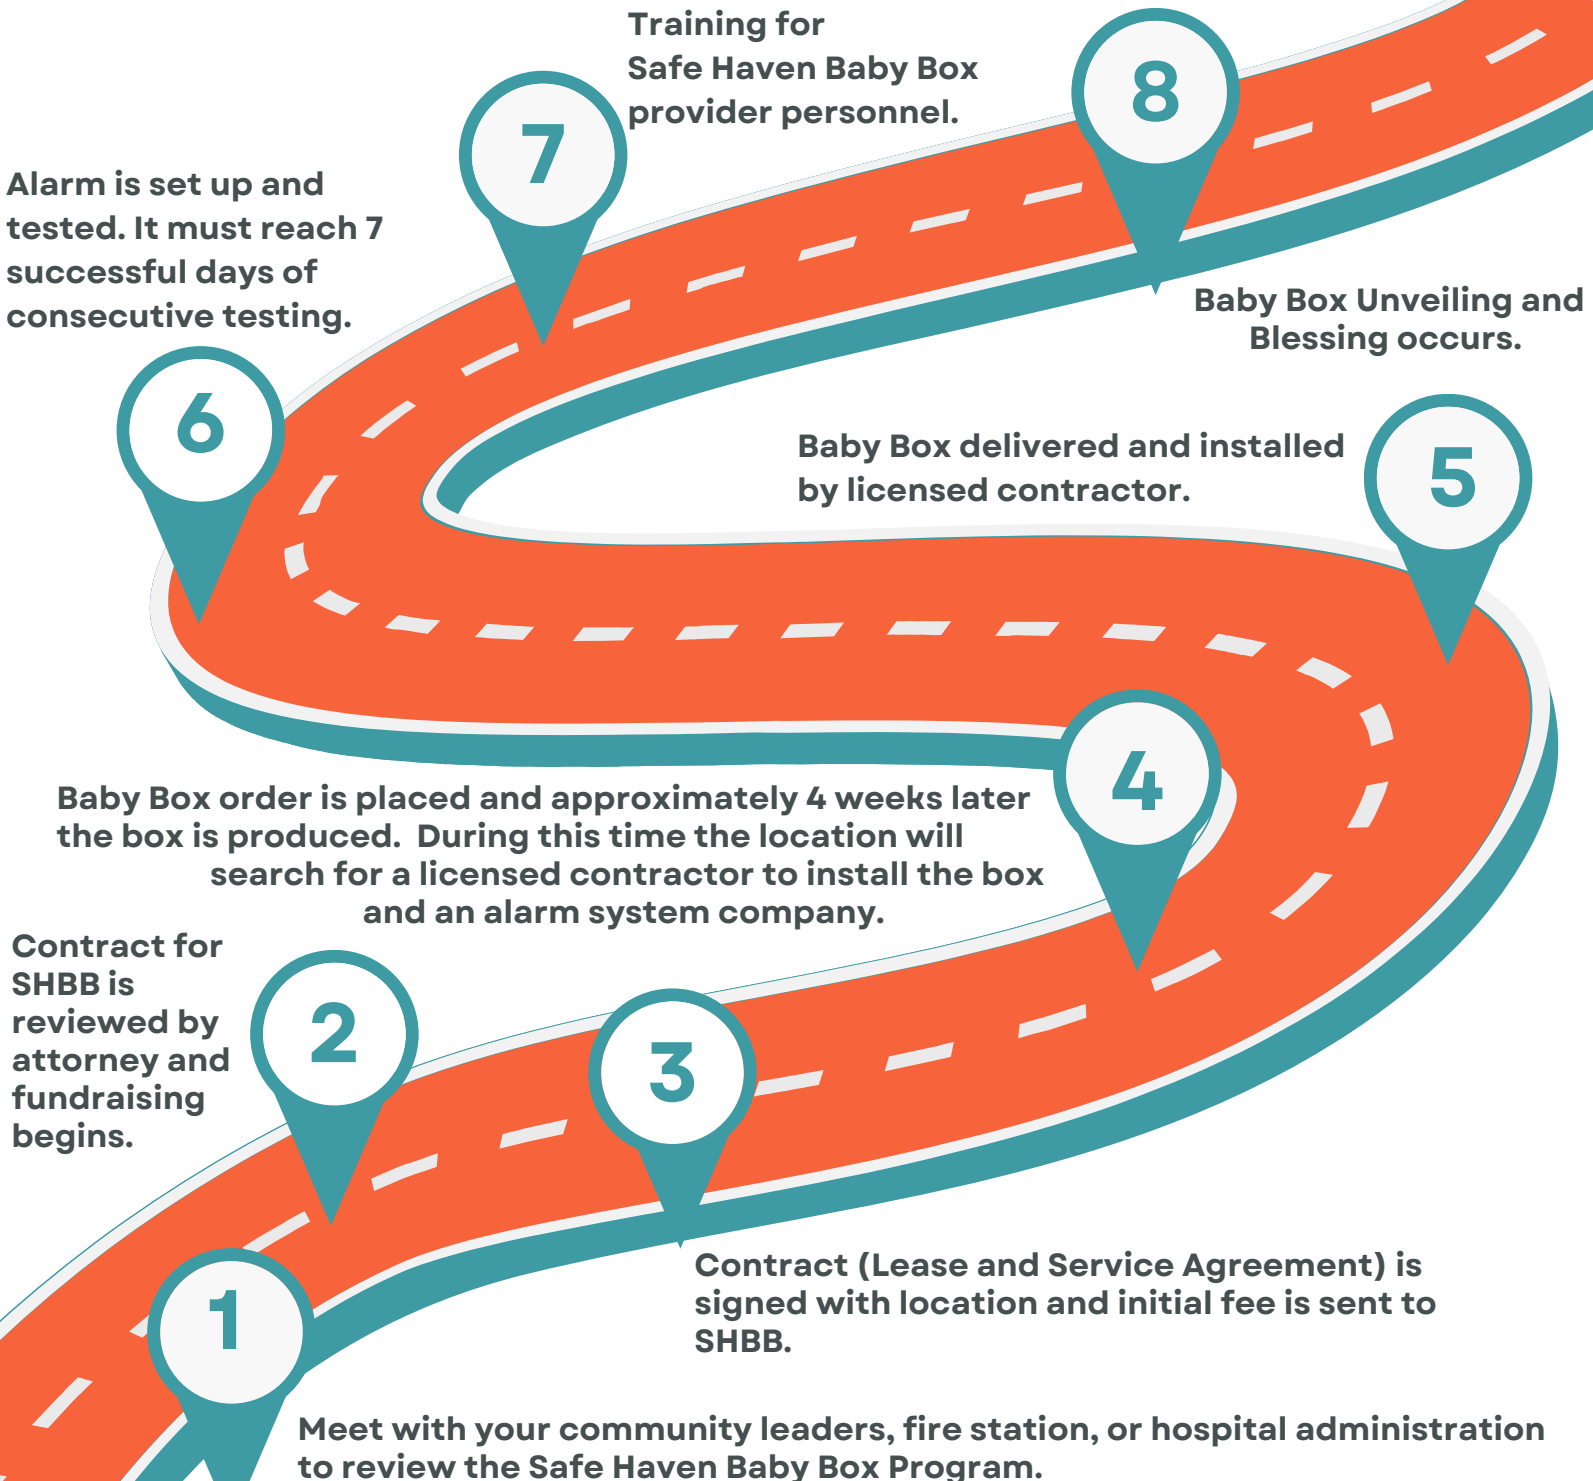 Training for
Safe Haven Baby Box
provider personnel.
8
7
Alarm is set up and
tested. It must reach 7
successful days of
consecutive testing.
Baby Box Unveiling and
Blessing occurs.
6
Baby Box delivered and installed
by licensed contractor.
5
4
Baby Box order is placed and approximately 4 weeks later
the box is produced.  During this time the location will
search for a licensed contractor to install the box
and an alarm system company.
Contract for
SHBB is
reviewed by
attorney and
fundraising
begins.
2
3
Contract (Lease and Service Agreement) is
signed with location and initial fee is sent to
SHBB.
1
Meet with your community leaders, fire station, or hospital administration
to review the Safe Haven Baby Box Program.